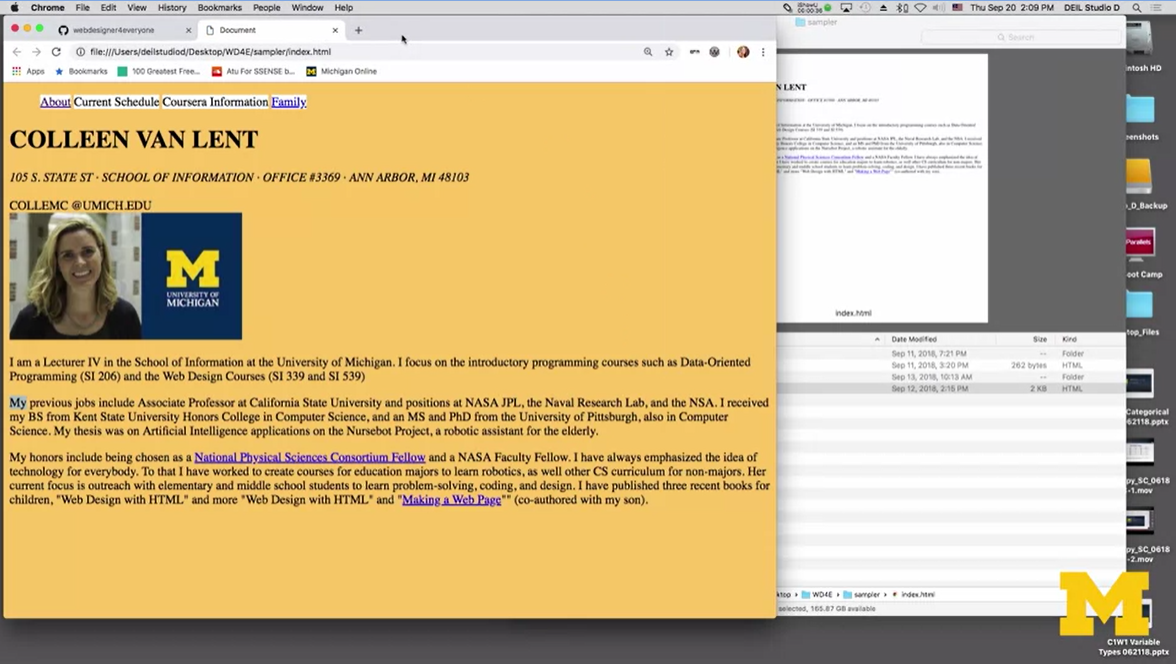 Chrome File Edit View History Bookmarks People Window Help
Thu Sep 20 2:09 PM DEIL Studio D
webdesigner4everyone
Document
sampler
file:///Users/deilstudiod/Desktop/WD4E/sampler/index.html
Search
Apps Bookmarks 100 Greatest Free... Atu For SSENSE b... Michigan Online
About Current Schedule Coursera Information Family
COLLEEN VAN LENT
105 S. STATE ST · SCHOOL OF INFORMATION · OFFICE #3369 · ANN ARBOR, MI 48103
COLLEMC @UMICH.EDU
M
UNIVERSITY OF
MICHIGAN
I am a Lecturer IV in the School of Information at the University of Michigan. I focus on the introductory programming courses such as Data-Oriented
Programming (SI 206) and the Web Design Courses (SI 339 and SI 539)
My previous jobs include Associate Professor at California State University and positions at NASA JPL, the Naval Research Lab, and the NSA. I received
my BS from Kent State University Honors College in Computer Science, and an MS and PhD from the University of Pittsburgh, also in Computer
Science. My thesis was on Artificial Intelligence applications on the Nursebot Project, a robotic assistant for the elderly.
My honors include being chosen as a National Physical Sciences Consortium Fellow and a NASA Faculty Fellow. I have always emphasized the idea of
technology for everybody. To that I have worked to create courses for education majors to learn robotics, as well other CS curriculum for non-majors. Her
current focus is outreach with elementary and middle school students to learn problem-solving, coding, and design. I have published three recent books for
children, "Web Design with HTML" and more "Web Design with HTML" and "Making a Web Page"" (co-authored with my son).
index.html
Date Modified Size Kind
Sep 11, 2018, 7:21 PM -- Folder
Sep 11, 2018, 3:20 PM 262 bytes HTML
Sep 13, 2018, 10:13 AM -- Folder
Sep 12, 2018, 2:15 PM 2 KB HTML
ktop WD4E sampler index.html
selected, 165.87 GB available
intosh HD
eenshots
p_D_Backup
Parallels
oot Camp
top_Files
Categorical
.pptx
py_SC_0618
-1.mov
py_SC_0618
-2.mov
M
C1W1 Variable
Types 062118.pptx